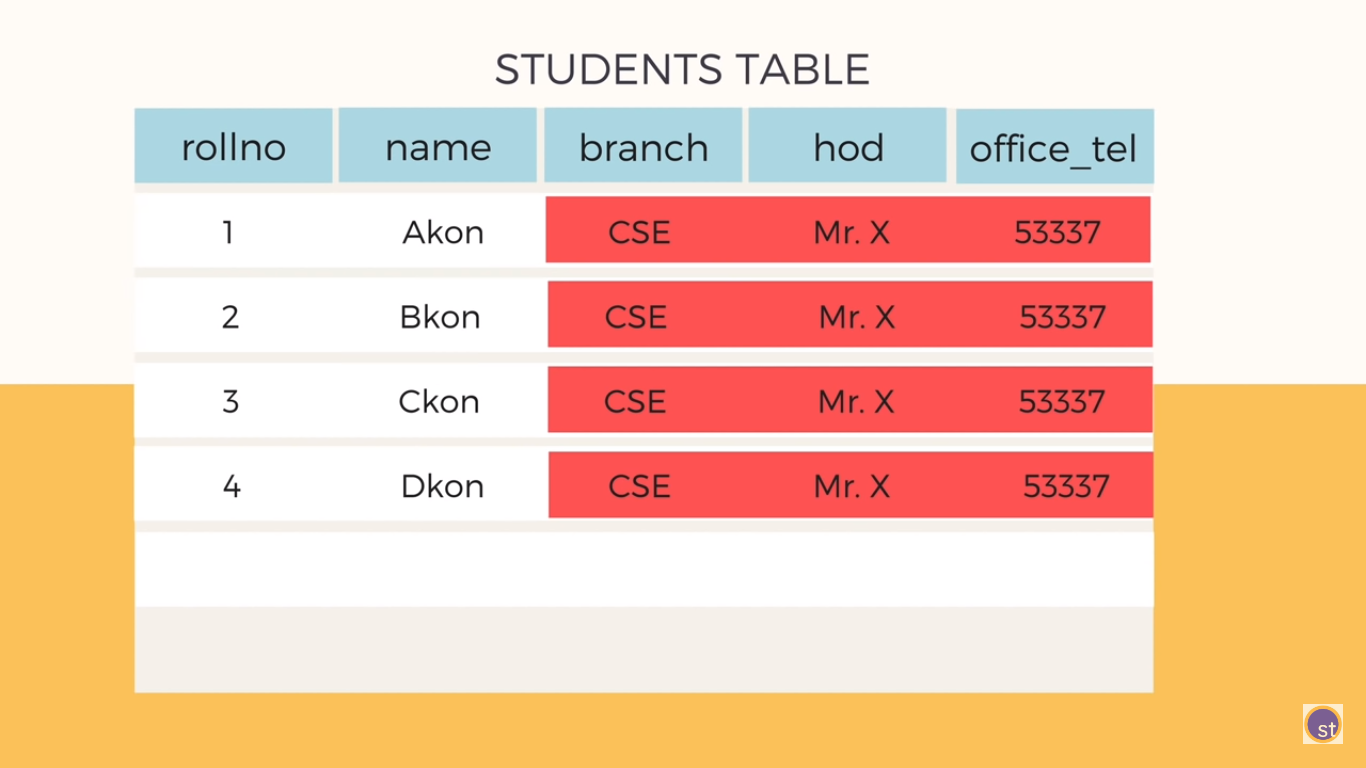 STUDENTS TABLE
rollno name branch hod office_tel
1 Akon CSE Mr. X 53337
2 Bkon CSE Mr. X 53337
3 Ckon CSE Mr. X 53337
4 Dkon CSE Mr. X 53337
st